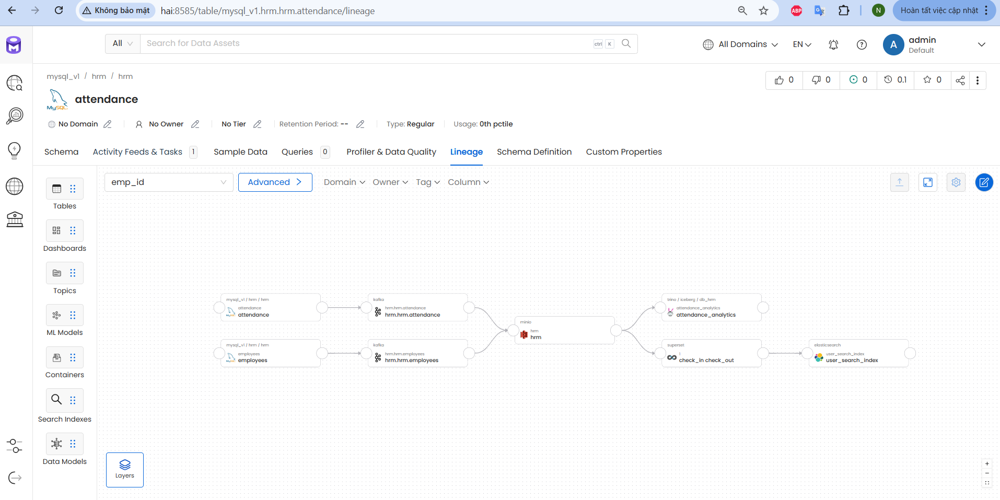 Không bảo mật hai:8585/table/mysql_v1.hrm.hrm.attendance/lineage ABP G N Hoàn tất việc cập nhật
All Search for Data Assets ctrl K All Domains EN A admin
Default
mysql_v1 / hrm / hrm
0 0 0 0.1 0
MySQL attendance
No Domain No Owner No Tier Retention Period: -- Type: Regular Usage: 0th pctile
Schema Activity Feeds & Tasks 1 Sample Data Queries 0 Profiler & Data Quality Lineage Schema Definition Custom Properties
emp_id Advanced Domain Owner Tag Column
Tables
Dashboards
Topics
ML Models
Containers
Search Indexes
Data Models
mysql_v1 / hrm / hrm
attendance
attendance
kafka
hrm.hrm.attendance
hrm.hrm.attendance
mysql_v1 / hrm / hrm
employees
employees
kafka
hrm.hrm.employees
hrm.hrm.employees
minio
hrm
hrm
trino / iceberg / db_hrm
attendance_analytics
attendance_analytics
superset
1
check_in check_out
elasticsearch
user_search_index
user_search_index
Layers